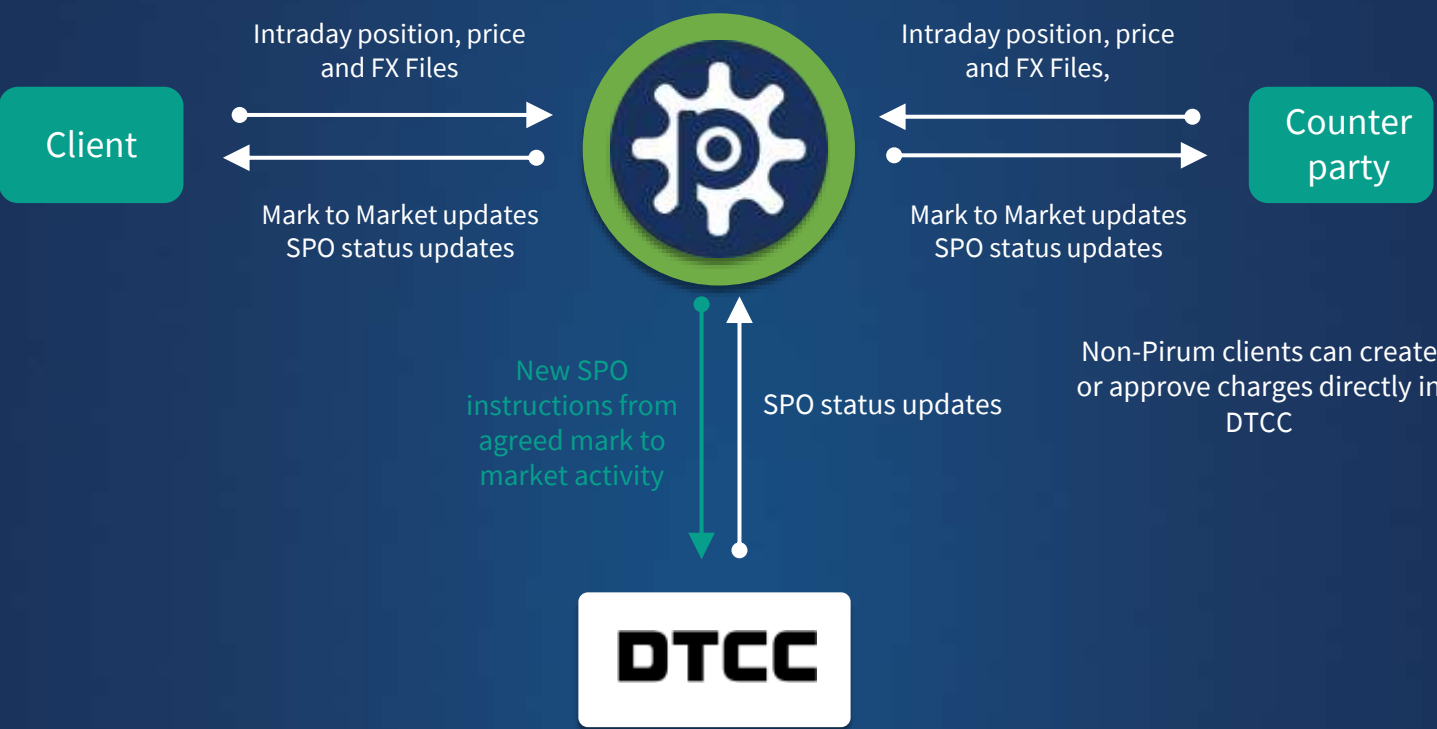 Intraday position, price
and FX Files
Intraday position, price
and FX Files,
Client
Counter
party
Mark to Market updates
SPO status updates
Mark to Market updates
SPO status updates
New SPO
instructions from
agreed mark to
market activity
SPO status updates
Non-Pirum clients can create
or approve charges directly in
DTCC
DTCC